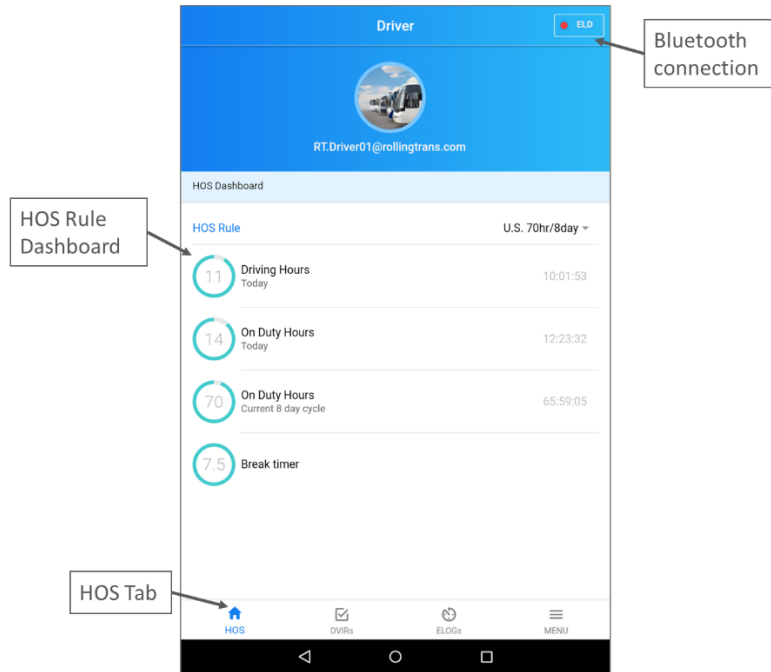 Driver
ELD
Bluetooth
connection
RT.Driver01@rollingtrans.com
HOS Dashboard
HOS Rule
Dashboard
HOS Rule
U.S. 70hr/8day
11
Driving Hours
Today
10:01:53
14
On Duty Hours
Today
12:23:32
70
On Duty Hours
Current 8 day cycle
65:59:05
7.5
Break timer
HOS Tab
HOS
DVIRs
ELOGs
MENU